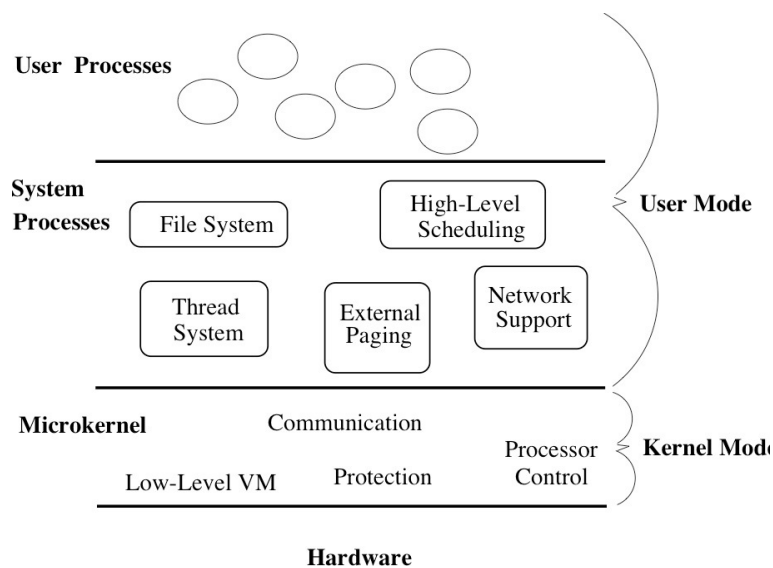 User Processes
System
Processes
File System
High-Level
Scheduling
User Mode
Thread
System
External
Paging
Network
Support
Microkernel
Communication
Processor
Control
Kernel Mode
Low-Level VM
Protection
Hardware